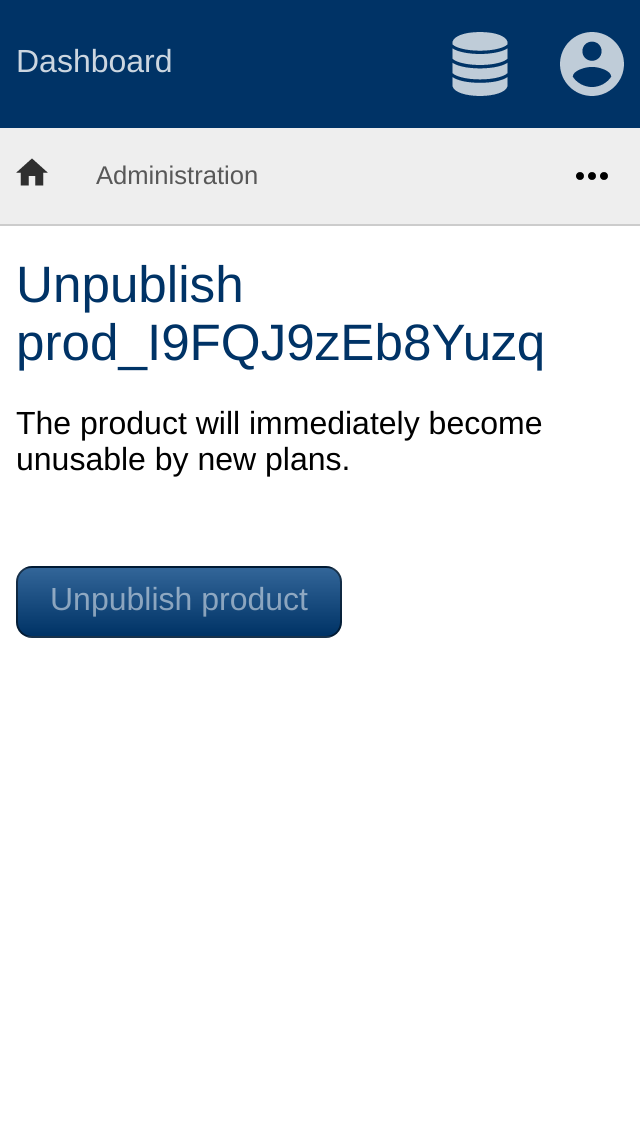 Dashboard
Administration
Unpublish
prod_I9FQJ9zEb8Yuzq
The product will immediately become
unusable by new plans.
Unpublish product